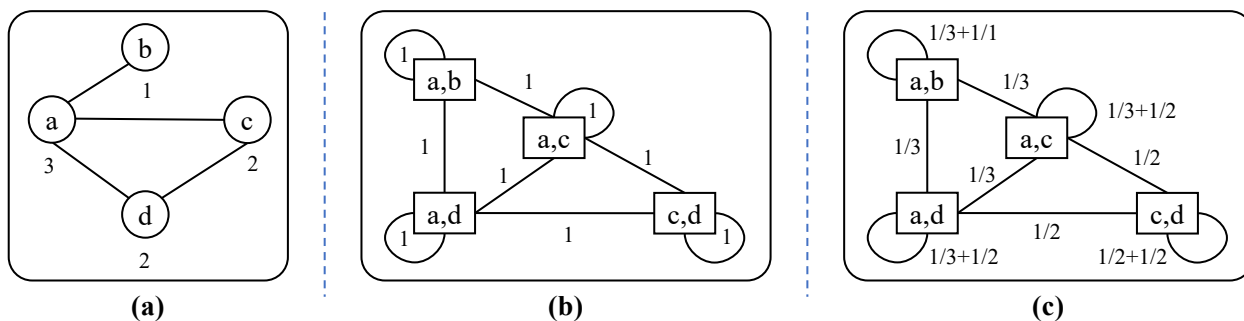 b
1
a
c
3
2
d
2
(a)
1
a,b
1
1
a,c
1
1
1
a,d
c,d
1
1
1
(b)
1/3+1/1
a,b
1/3
1/3+1/2
a,c
1/3
1/2
1/3
a,d
c,d
1/2
1/3+1/2
1/2+1/2
(c)